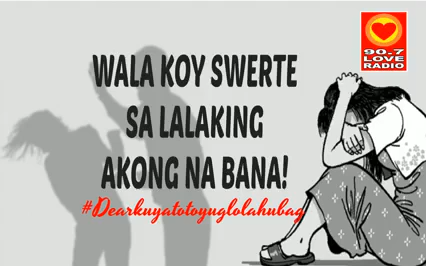 90.7
LOVE
RADIO
WALA KOY SWERTE
SA LALAKING
AKONG NA BANA!
#Dearkuyatotoyuglolahubag